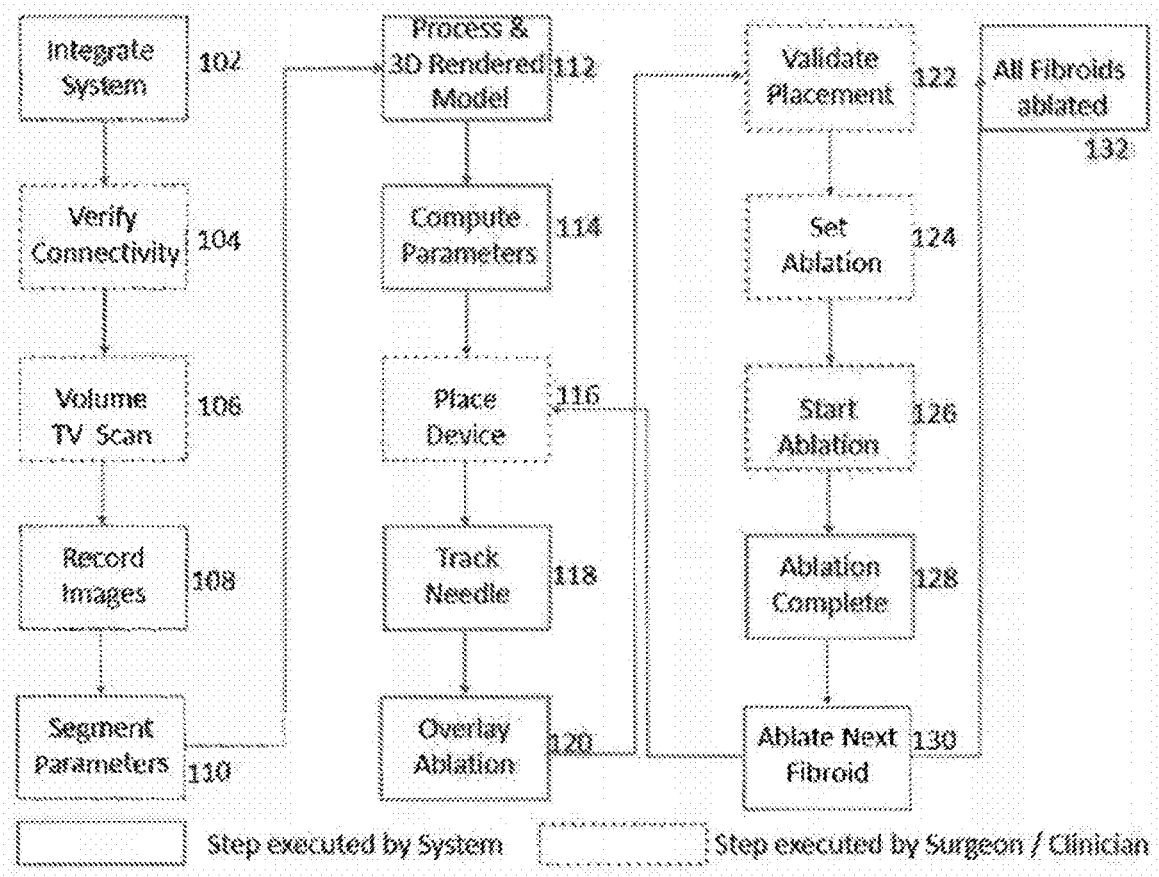 Integrate
System
102
Verify
Connectivity
104
Volume
TV Scan
106
Record
Images
108
Segment
Parameters
110
Process &
3D Rendered
Model
112
Compute
Parameters
114
Place
Device
116
Track
Needle
118
Overlay
Ablation
120
Validate
Placement
122
Set
Ablation
124
Start
Ablation
126
Ablation
Complete
128
Ablate Next
Fibroid
130
All Fibroids
ablated
132
Step executed by System
Step executed by Surgeon / Clinician